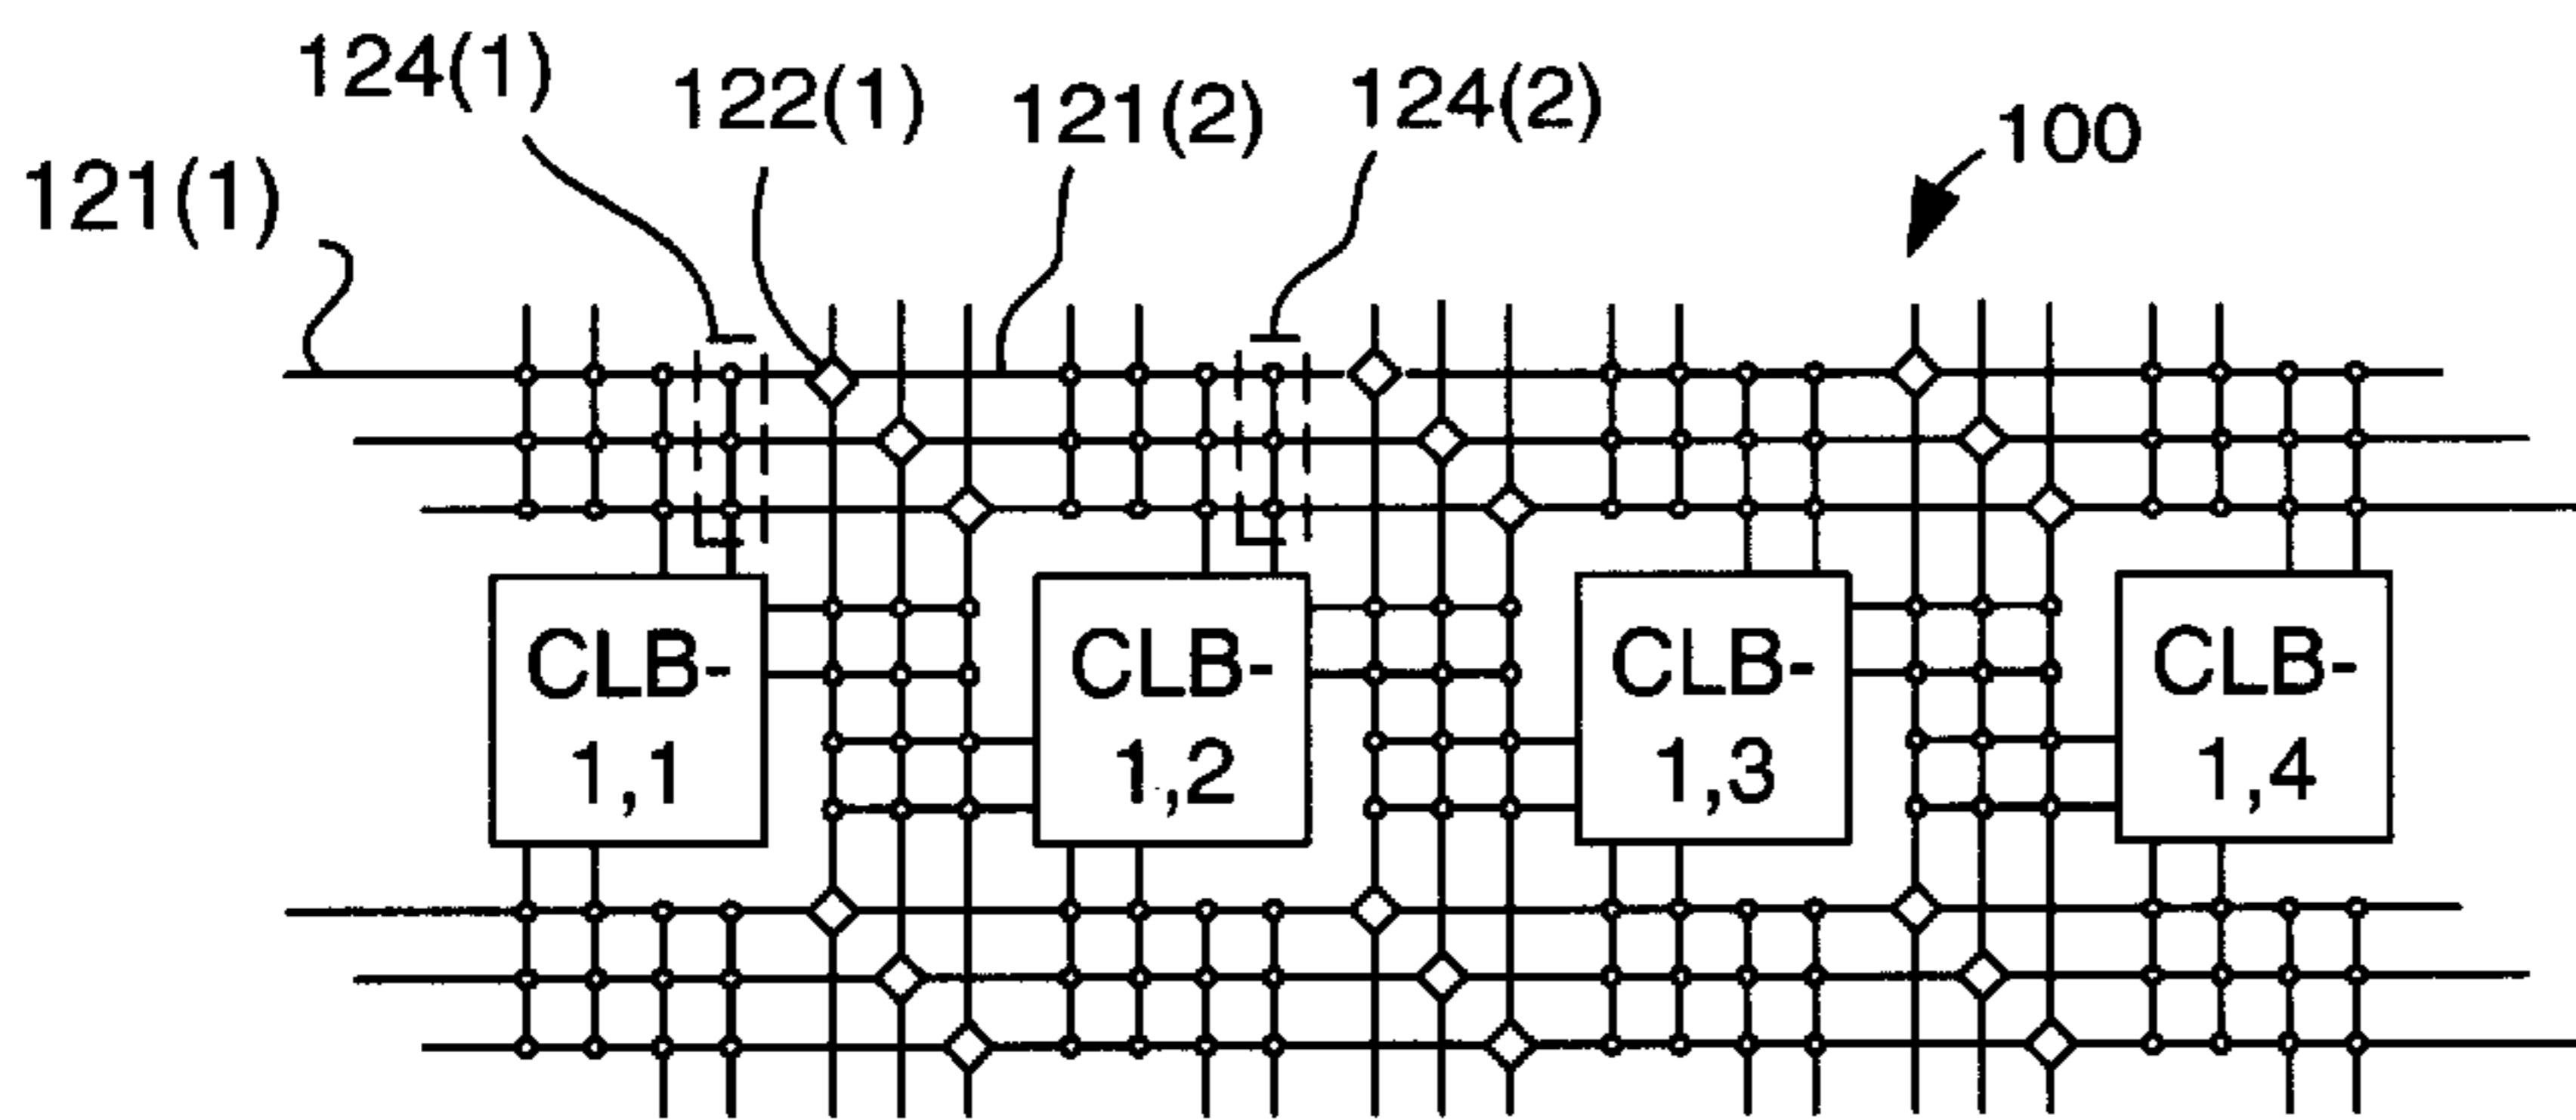 124(1)
122(1)
121(2)
124(2)
100
121(1)
CLB-
1,1
CLB-
1,2
CLB-
1,3
CLB-
1,4